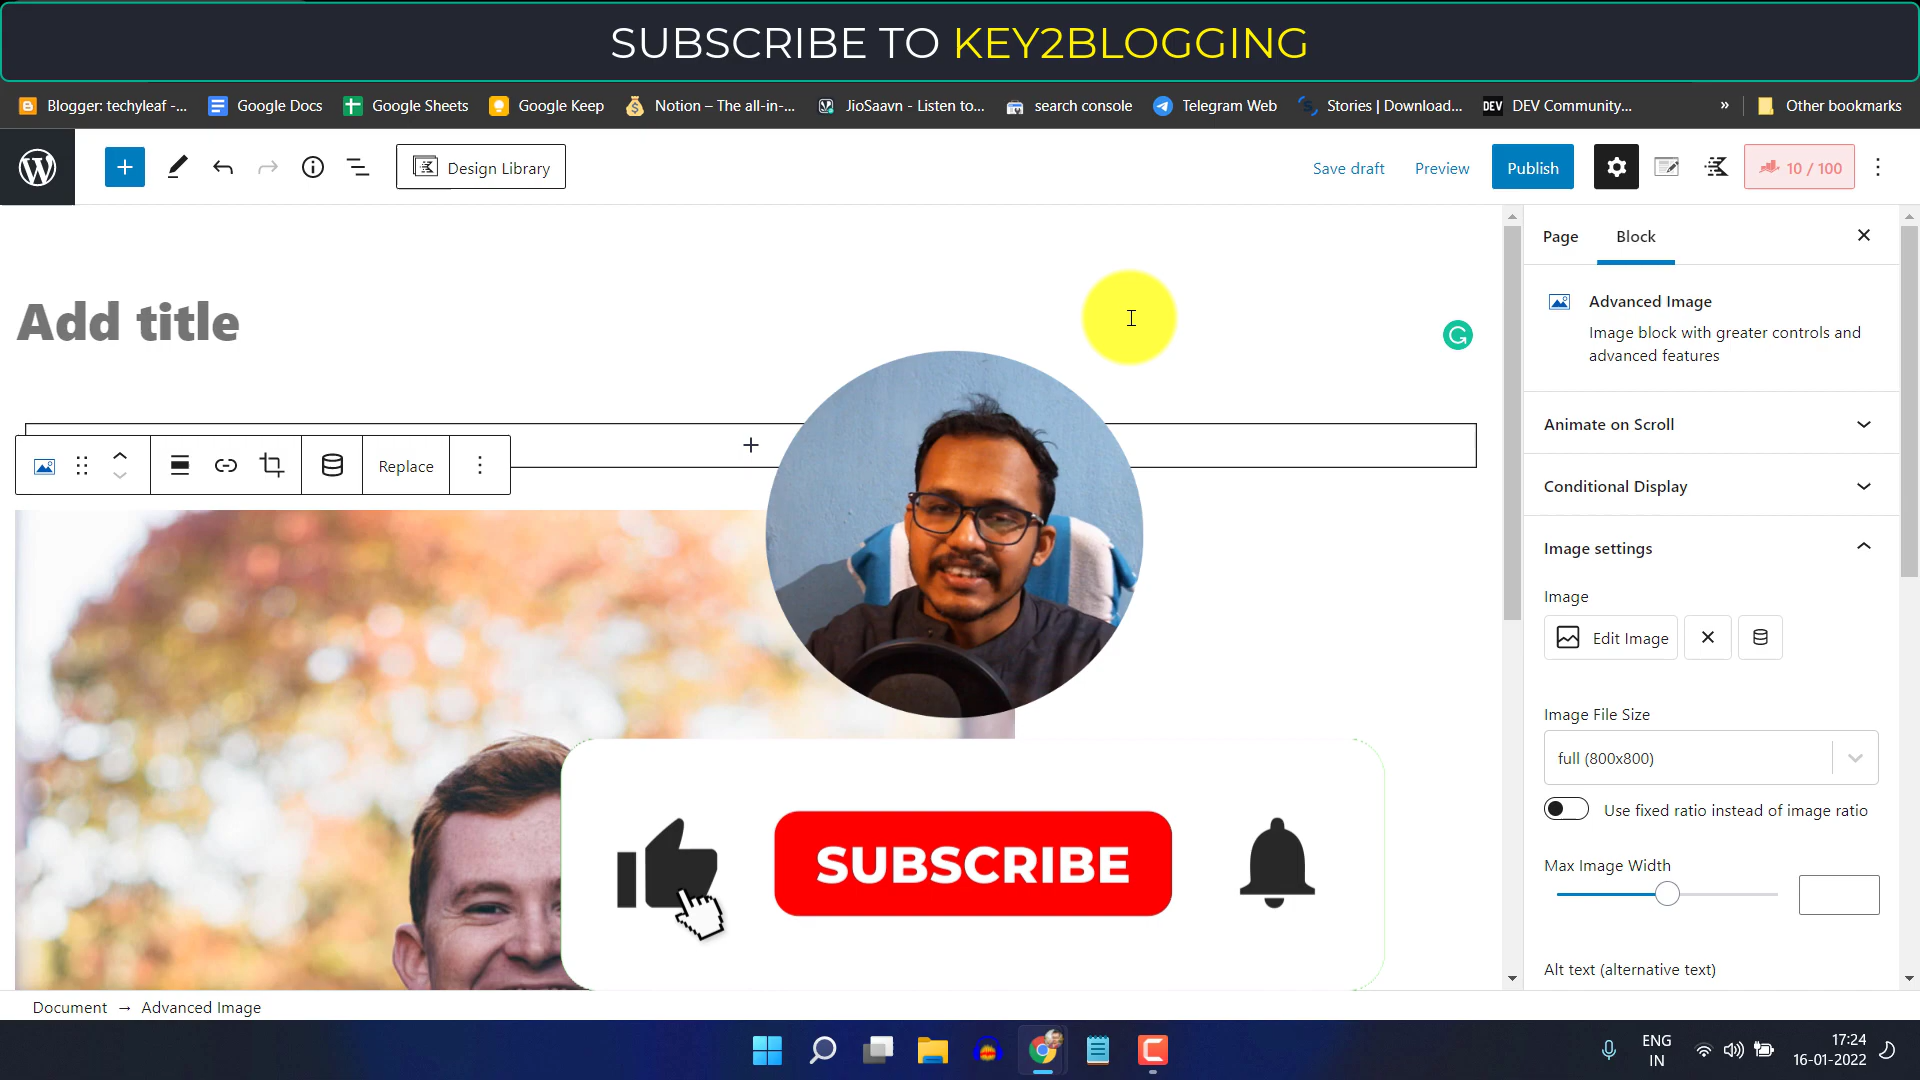 SUBSCRIBE TO KEY2BLOGGING
Blogger: techyleaf -...
Google Docs
Google Sheets
Google Keep
Notion – The all-in-...
JioSaavn - Listen to...
search console
Telegram Web
Stories | Download...
DEV
DEV Community...
»
Other bookmarks
Design Library
Save draft
Preview
Publish
10 / 100
Page
Block
Add title
Advanced Image
Image block with greater controls and
advanced features
Animate on Scroll
Replace
Conditional Display
Image settings
Image
Edit Image
Image File Size
full (800x800)
Use fixed ratio instead of image ratio
Max Image Width
SUBSCRIBE
Alt text (alternative text)
Document → Advanced Image
ENG
IN
17:24
16-01-2022